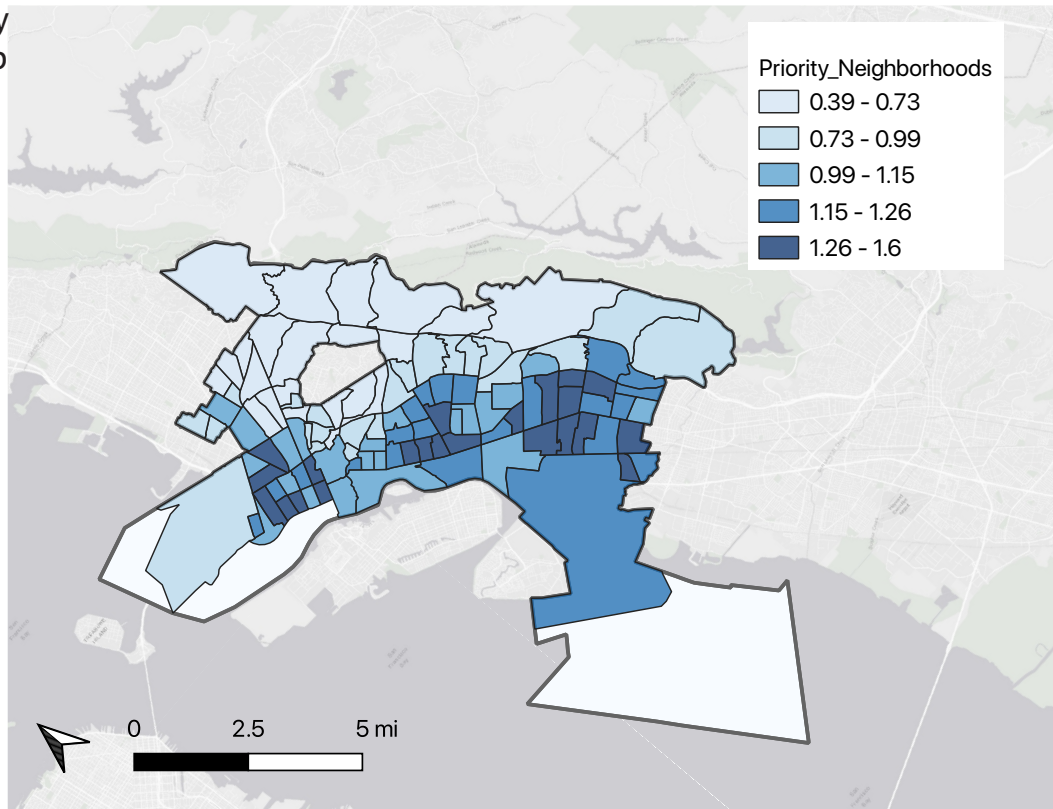 y
o
Priority_Neighborhoods
0.39 - 0.73
0.73 - 0.99
0.99 - 1.15
1.15 - 1.26
1.26 - 1.6
0 2.5 5 mi